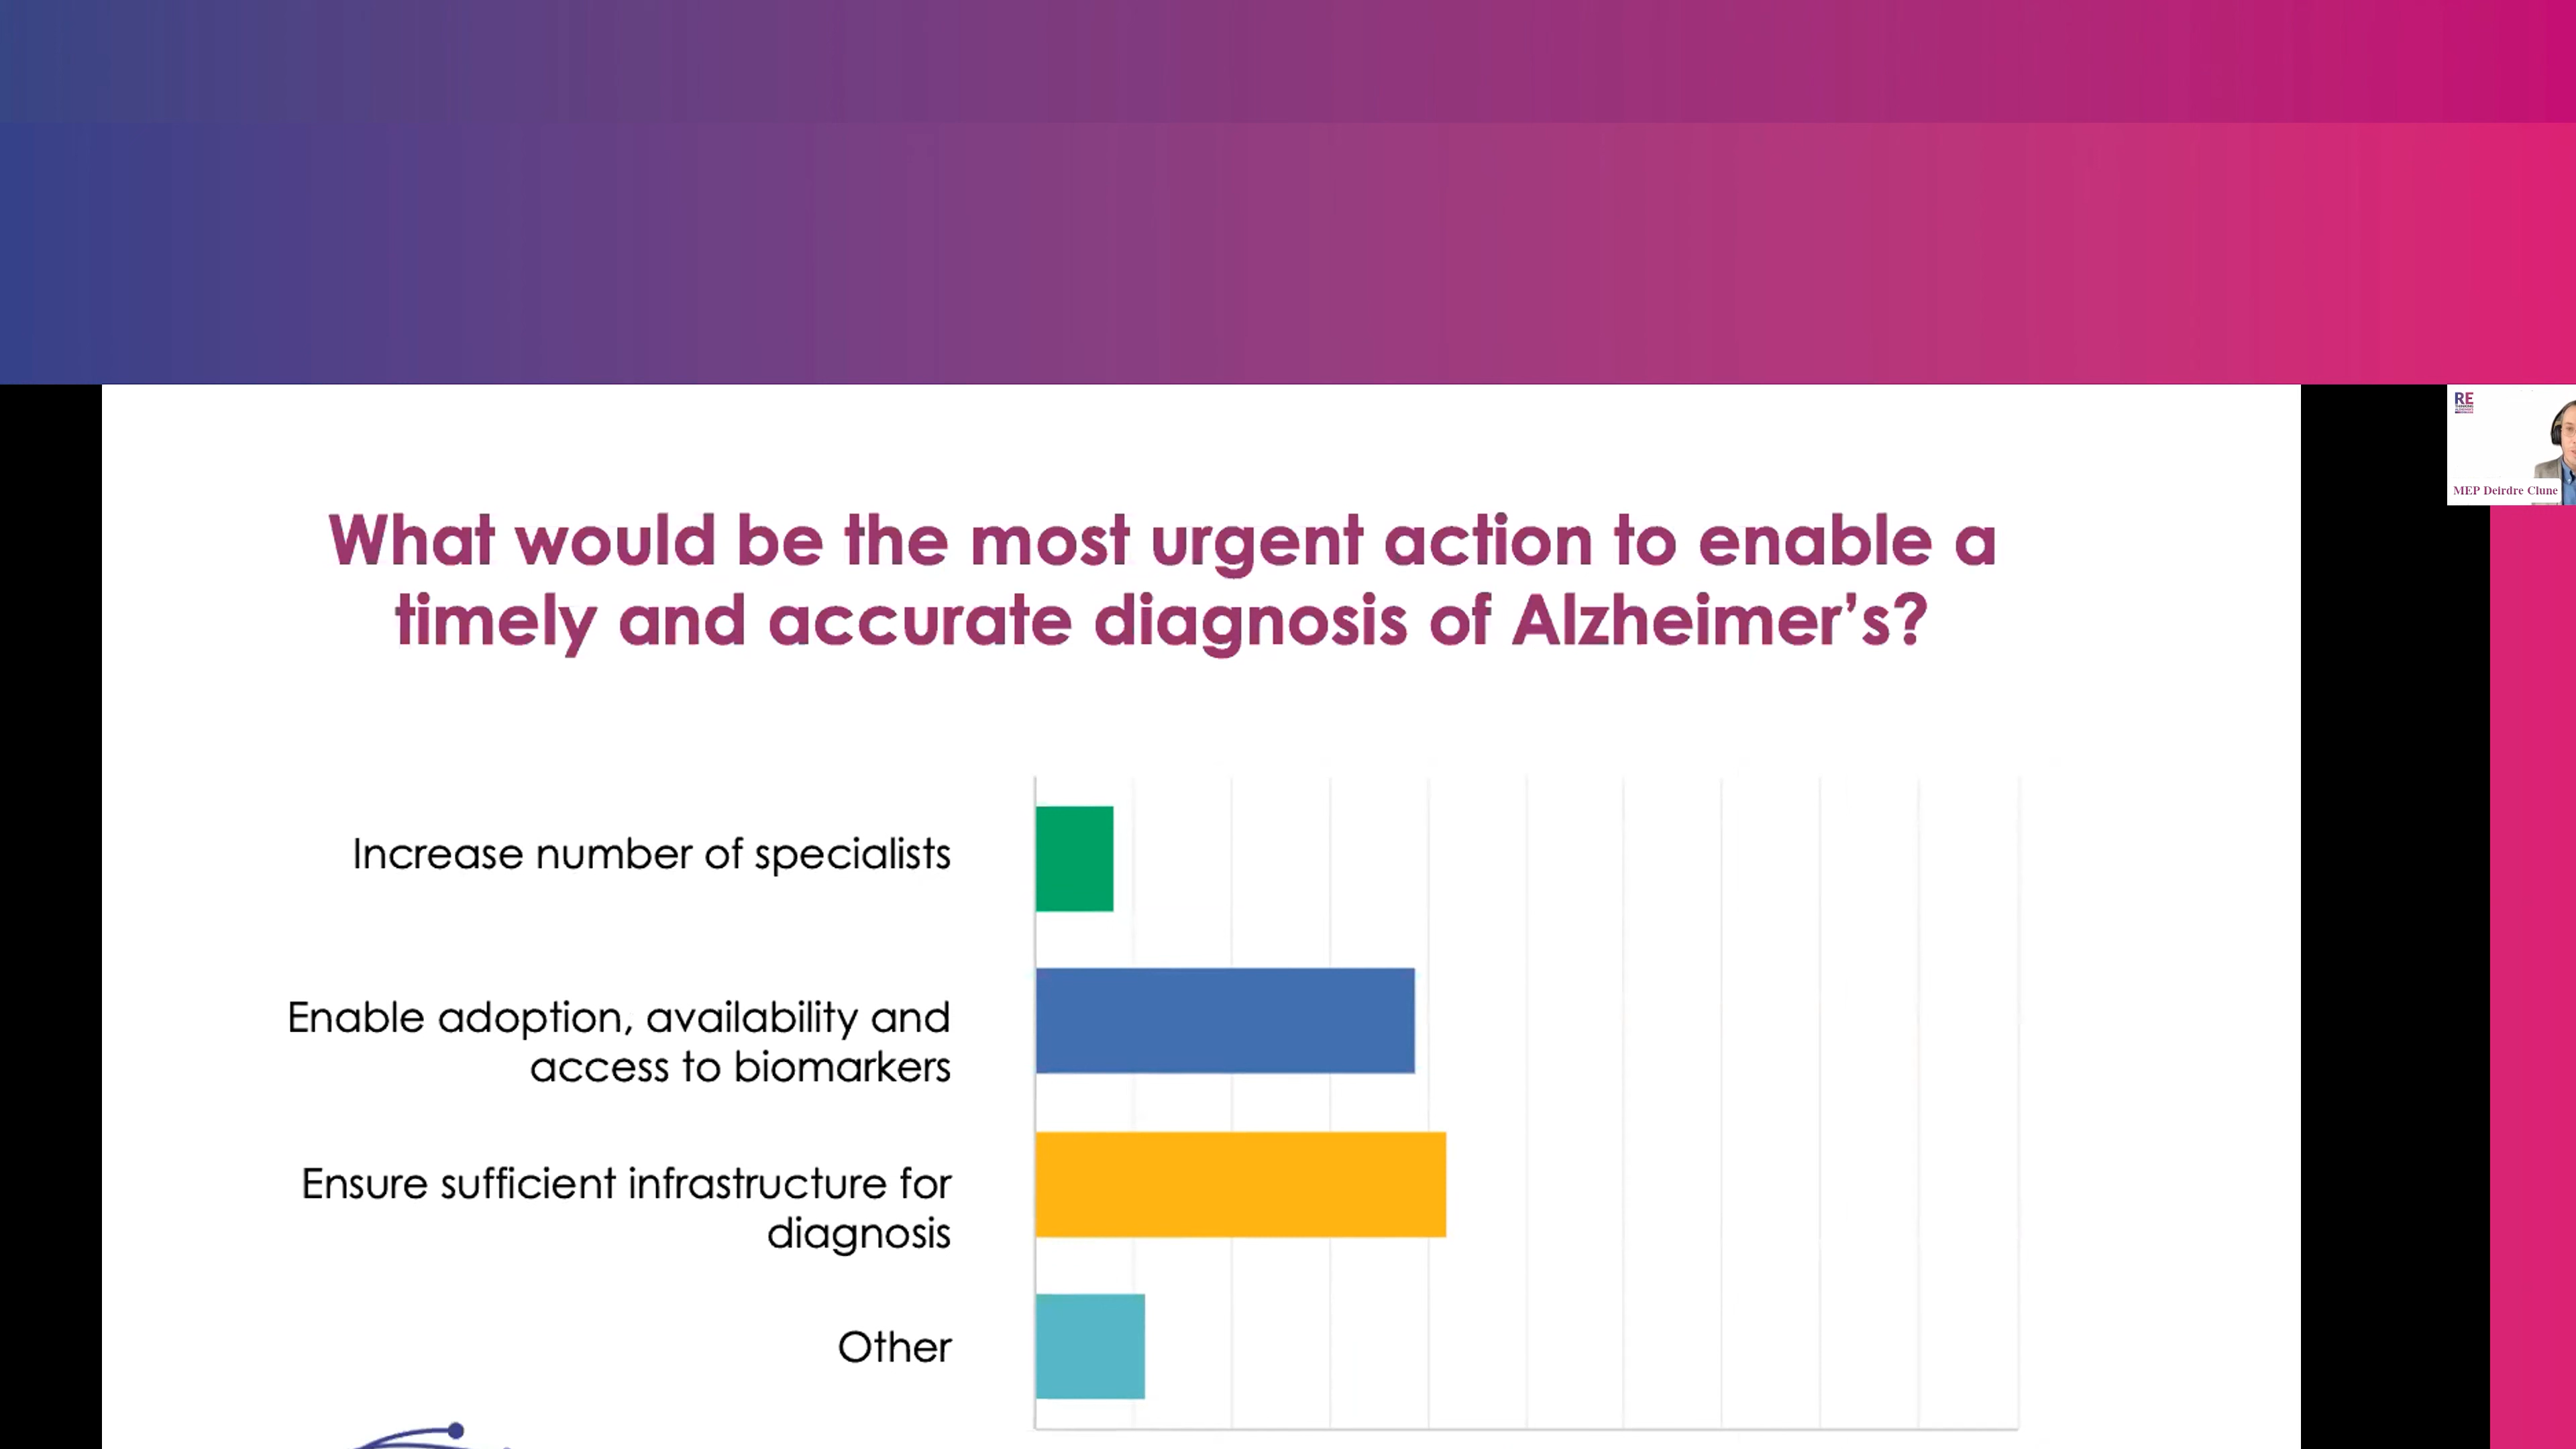 What would be the most urgent action to enable a
timely and accurate diagnosis of Alzheimer's?
RE
MEP Deirdre Clune
Increase number of specialists
Enable adoption, availability and
access to biomarkers
Ensure sufficient infrastructure for
diagnosis
Other